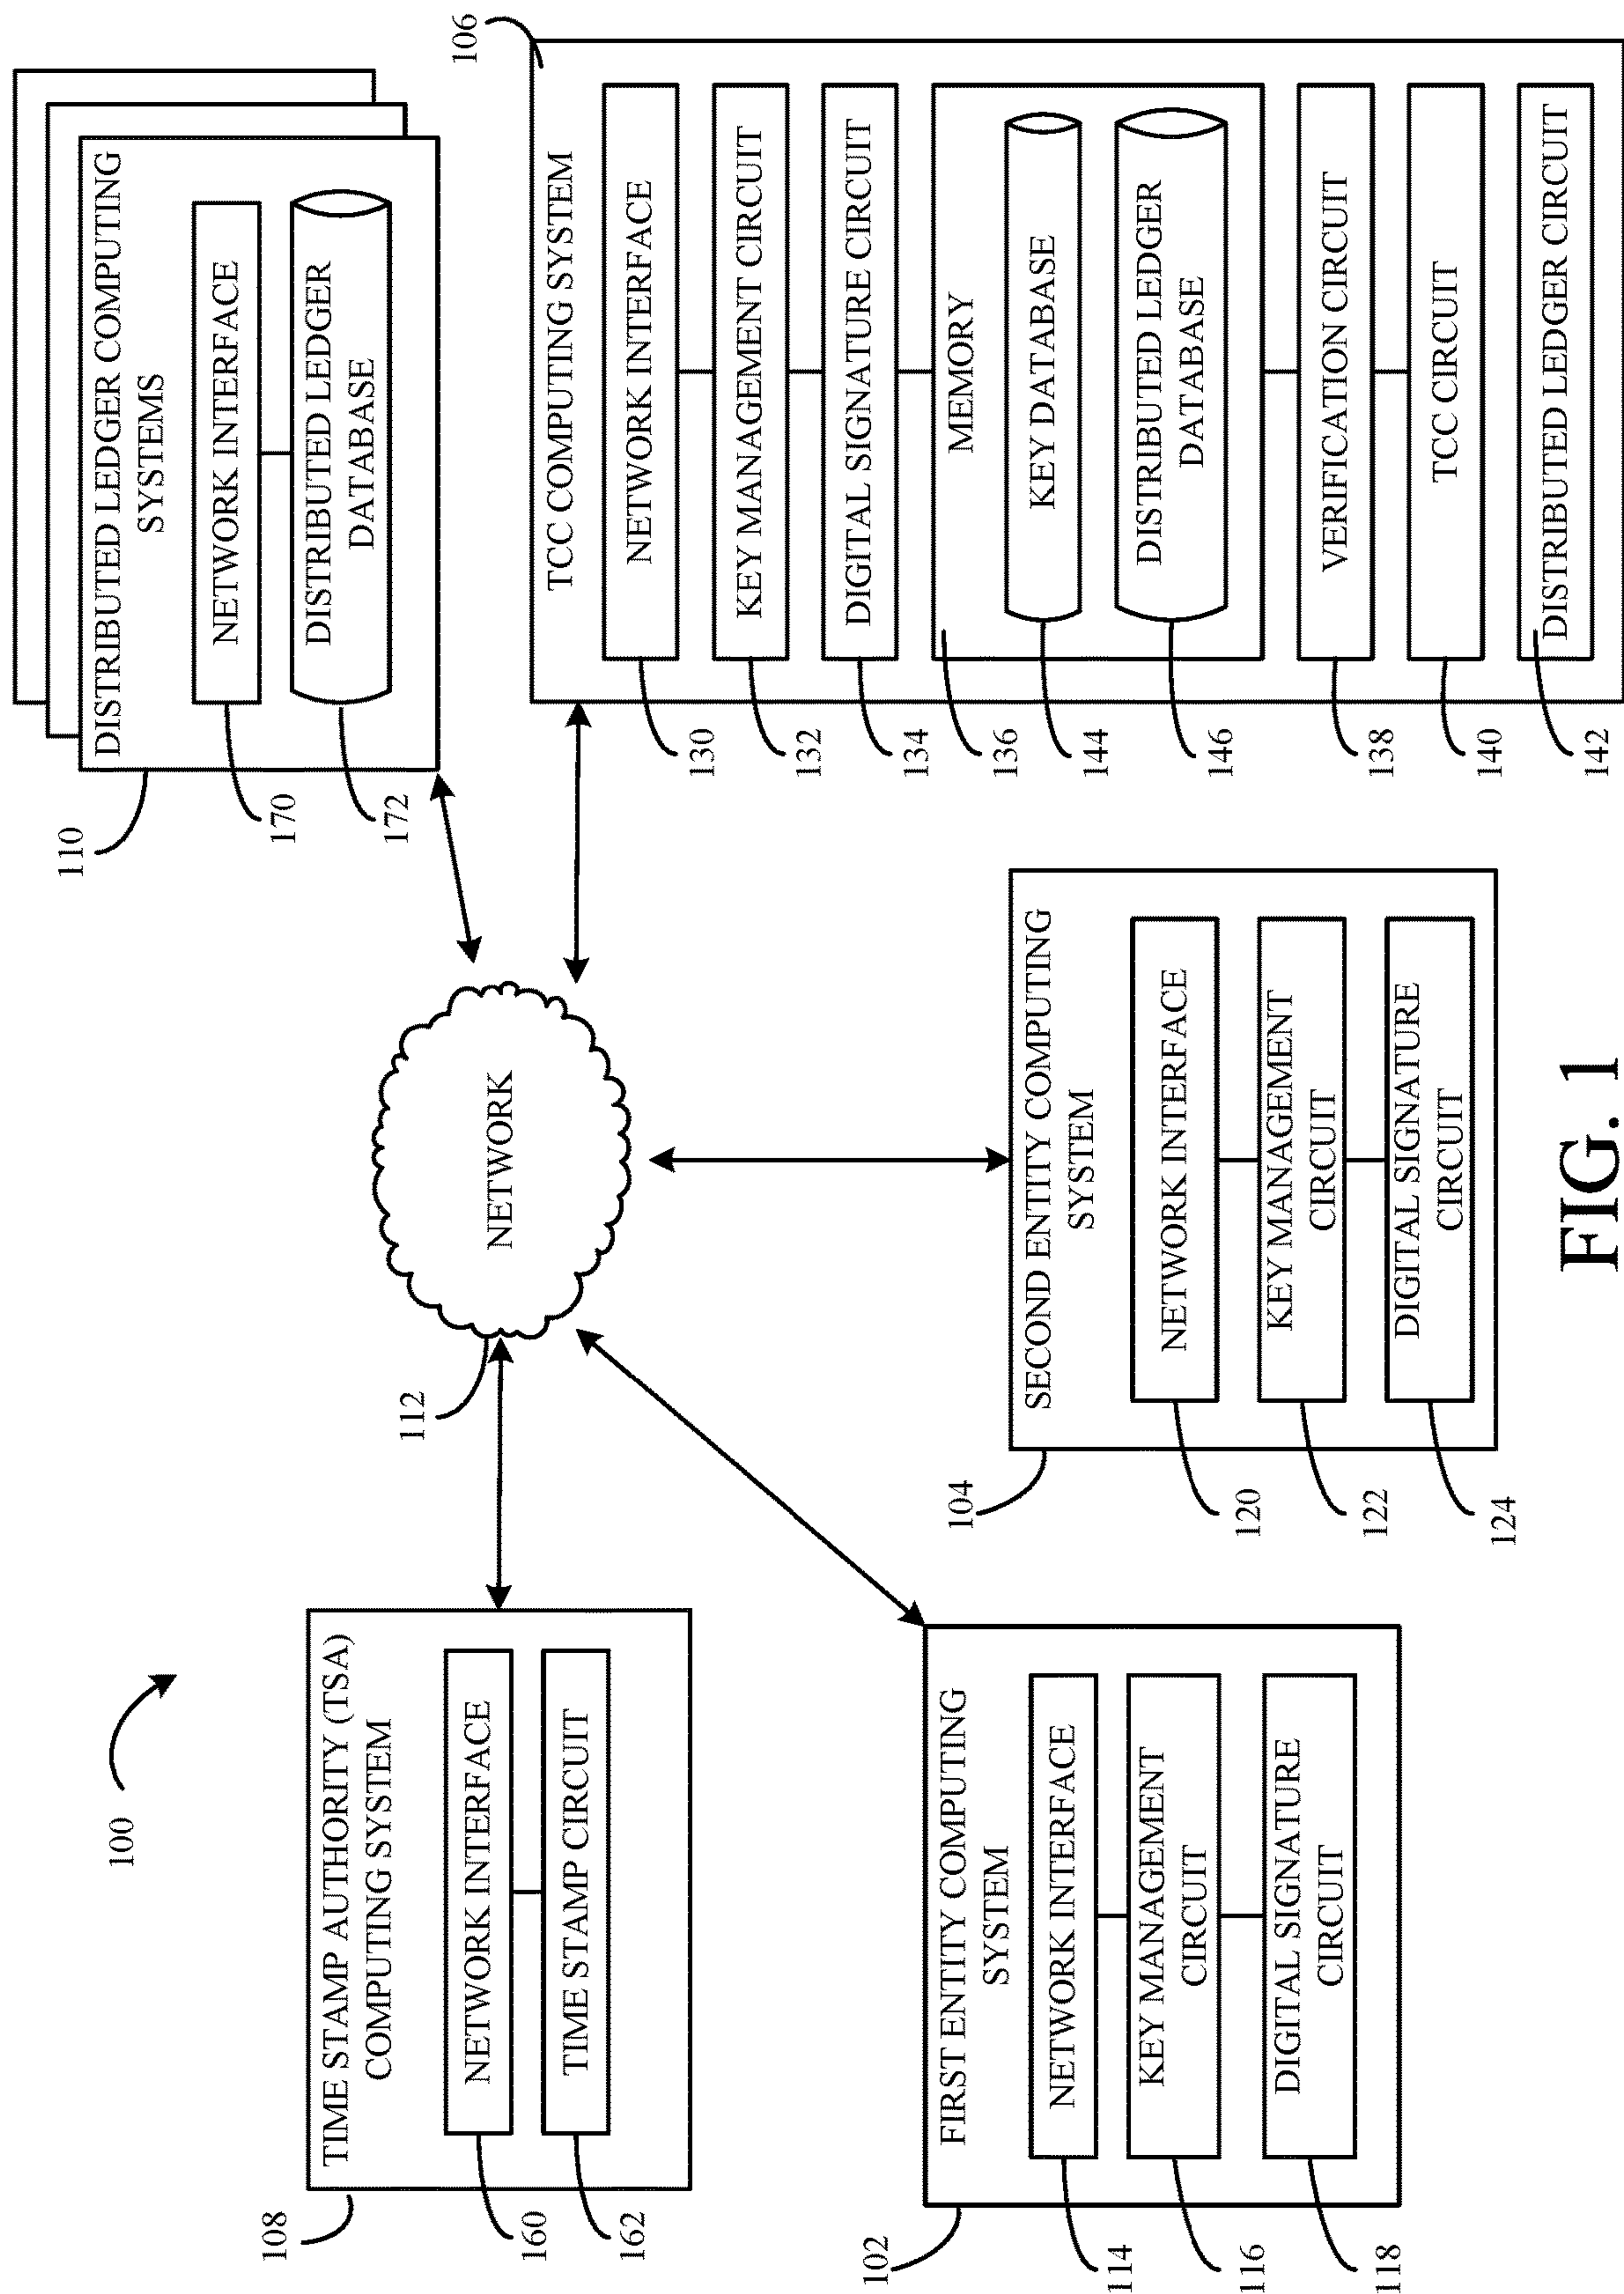 100
108
TIME STAMP AUTHORITY (TSA)
COMPUTING SYSTEM
NETWORK INTERFACE
160
TIME STAMP CIRCUIT
162
112
NETWORK
110
DISTRIBUTED LEDGER COMPUTING
SYSTEMS
NETWORK INTERFACE
170
DISTRIBUTED LEDGER
DATABASE
172
102
FIRST ENTITY COMPUTING
SYSTEM
NETWORK INTERFACE
114
KEY MANAGEMENT
CIRCUIT
116
DIGITAL SIGNATURE
CIRCUIT
118
104
SECOND ENTITY COMPUTING
SYSTEM
NETWORK INTERFACE
120
KEY MANAGEMENT
CIRCUIT
122
DIGITAL SIGNATURE
CIRCUIT
124
106
TCC COMPUTING SYSTEM
NETWORK INTERFACE
130
KEY MANAGEMENT CIRCUIT
132
DIGITAL SIGNATURE CIRCUIT
134
MEMORY
136
KEY DATABASE
144
DISTRIBUTED LEDGER
DATABASE
146
VERIFICATION CIRCUIT
138
TCC CIRCUIT
140
DISTRIBUTED LEDGER CIRCUIT
142
FIG. 1